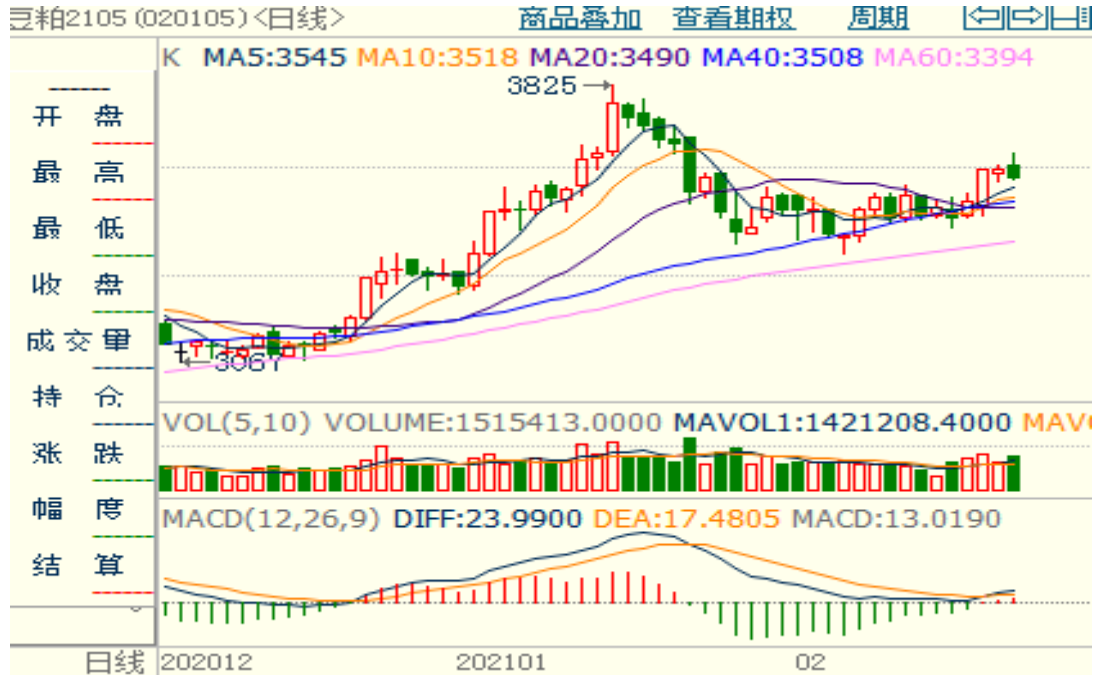 豆粕2105 (020105) <日线> 商品叠加 查看期权 周期
K MA5:3545 MA10:3518 MA20:3490 MA40:3508 MA60:3394
3825
开盘
最高
最低
收盘
成交量
持仓
涨跌
幅度
结算
3067
VOL(5,10) VOLUME:1515413.0000 MAVOL1:1421208.4000 MAV
MACD(12,26,9) DIFF:23.9900 DEA:17.4805 MACD:13.0190
日线 202012 202101 02